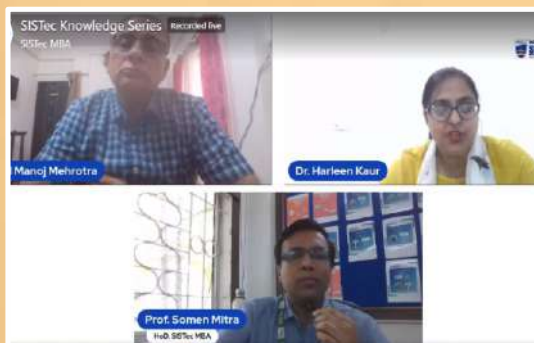 SISTec Knowledge Series Recorded live
SISTec MBA
Manoj Mehrotra
Dr. Harleen Kaur
Prof. Somen Mitra
HoD. SISTec MBA